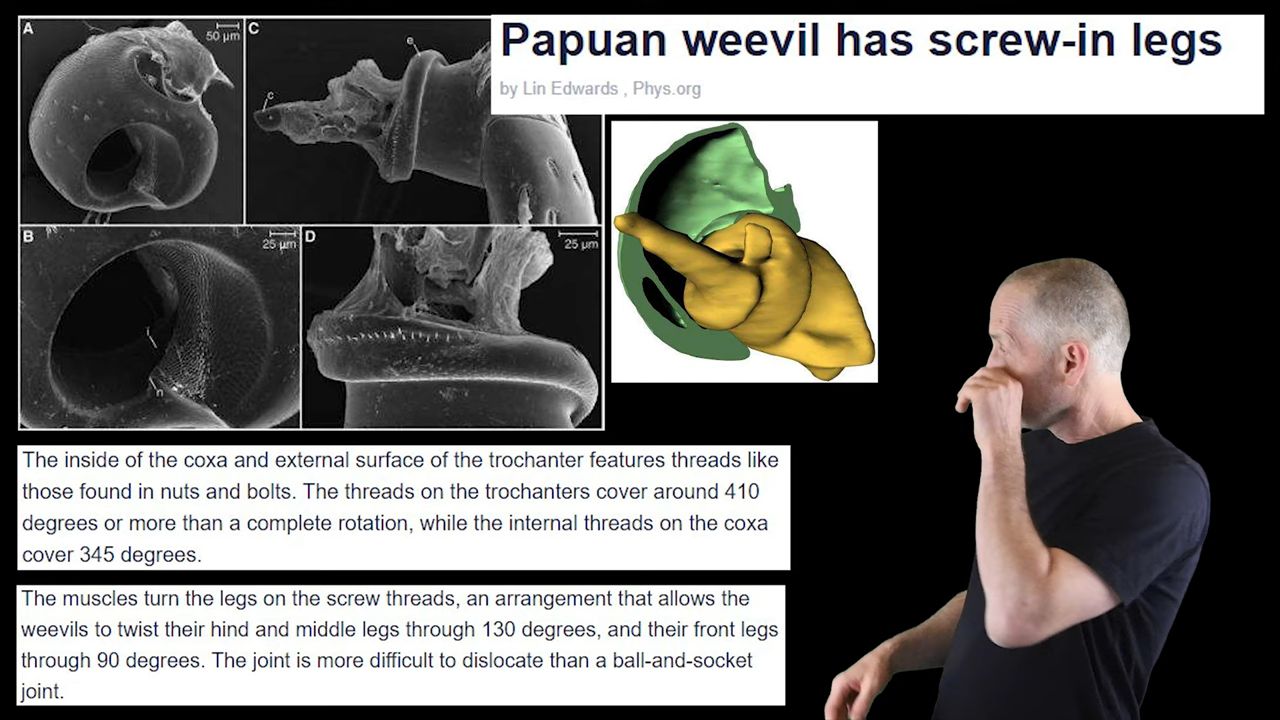 Papuan weevil has screw-in legs
by Lin Edwards , Phys.org
A
50 µm
C
e
c
B
25 µm
i
n
D
25 µm
The inside of the coxa and external surface of the trochanter features threads like
those found in nuts and bolts. The threads on the trochanters cover around 410
degrees or more than a complete rotation, while the internal threads on the coxa
cover 345 degrees.
The muscles turn the legs on the screw threads, an arrangement that allows the
weevils to twist their hind and middle legs through 130 degrees, and their front legs
through 90 degrees. The joint is more difficult to dislocate than a ball-and-socket
joint.